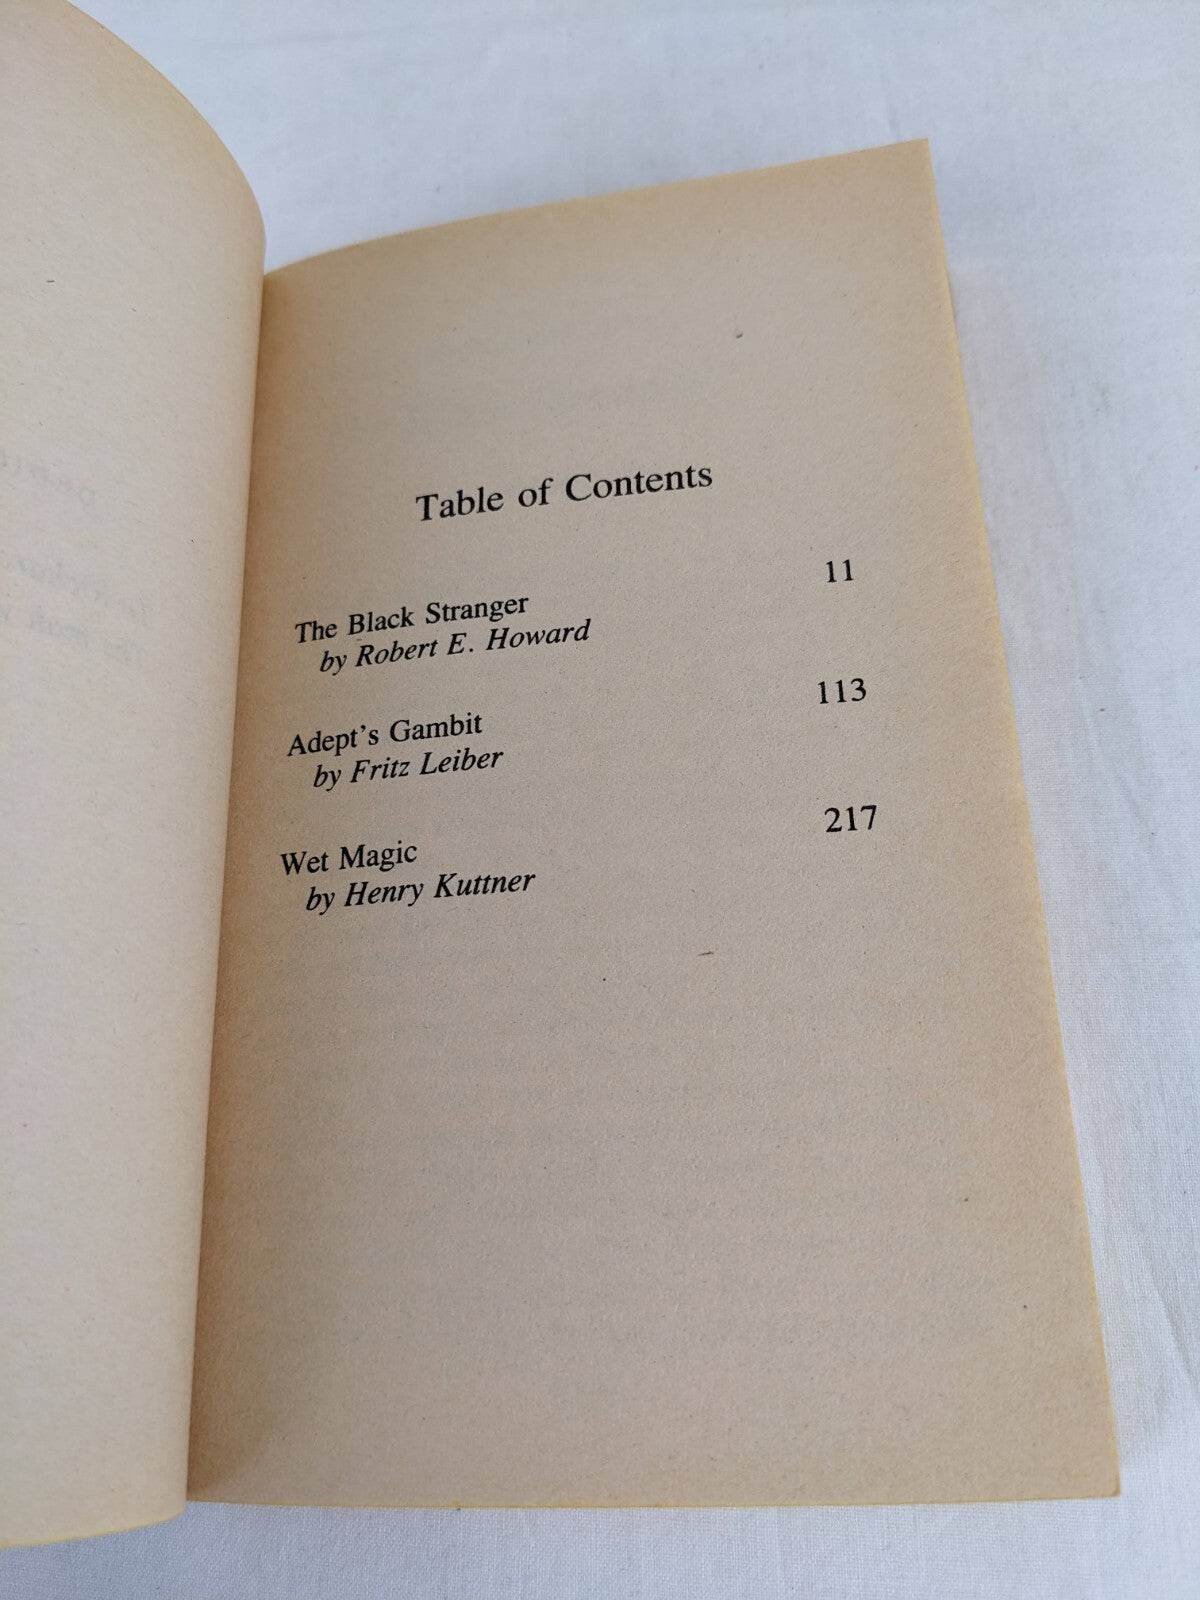 Table of Contents
The Black Stranger 11
by Robert E. Howard
Adept's Gambit 113
by Fritz Leiber
Wet Magic 217
by Henry Kuttner